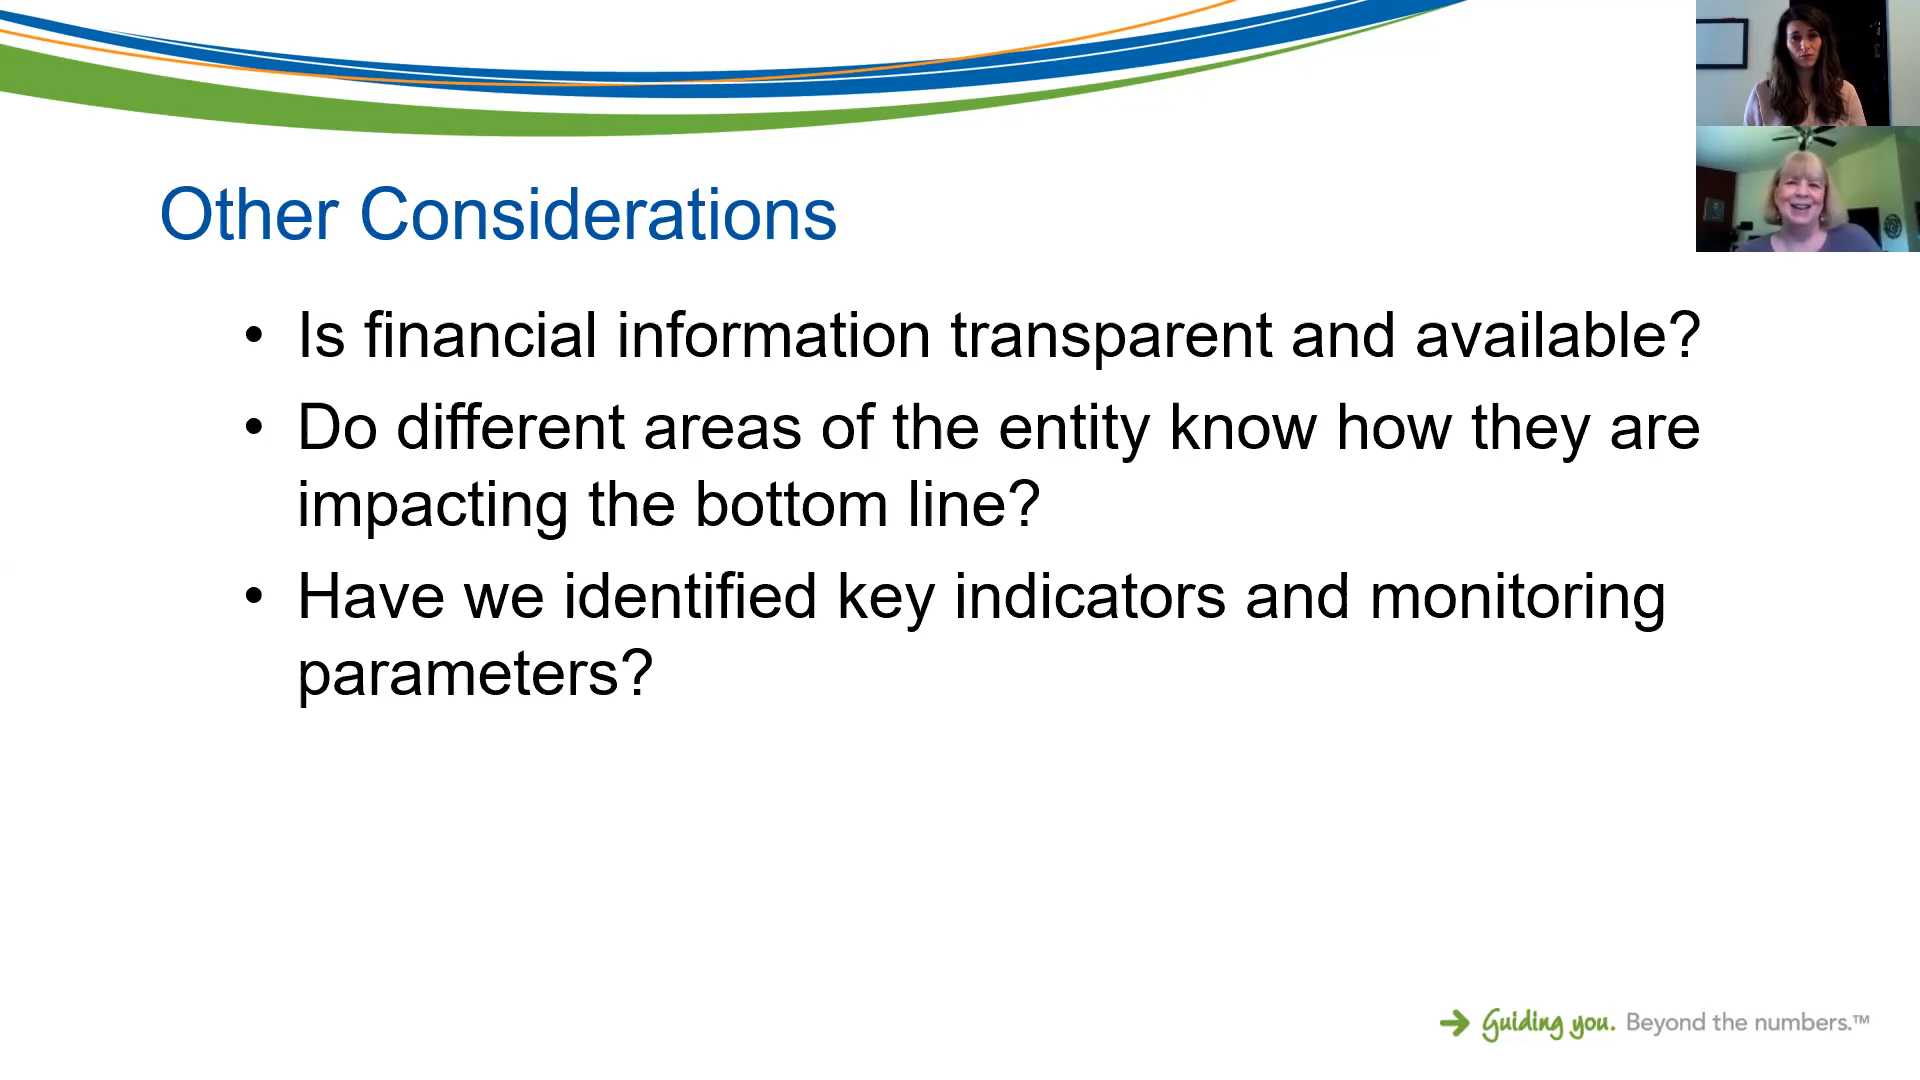 Other Considerations
• Is financial information transparent and available?
• Do different areas of the entity know how they are
impacting the bottom line?
• Have we identified key indicators and monitoring
parameters?
Guiding you. Beyond the numbers.™